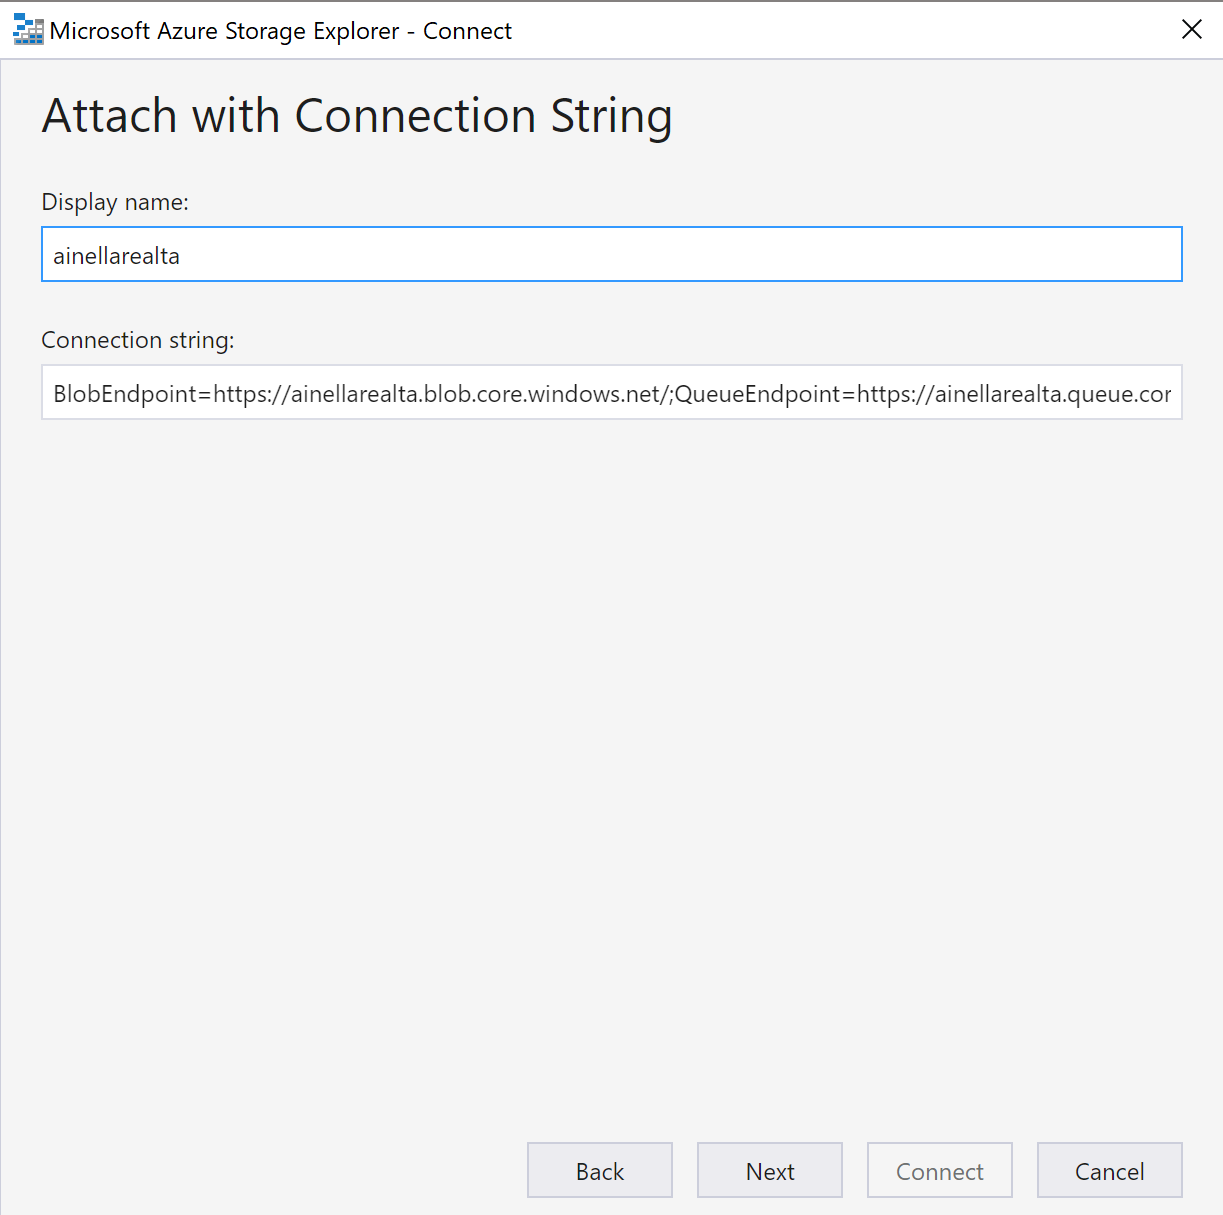 Microsoft Azure Storage Explorer - Connect
Attach with Connection String
Display name:
ainellarealta
Connection string:
BlobEndpoint=https://ainellarealta.blob.core.windows.net/;QueueEndpoint=https://ainellarealta.queue.cor
Back Next Connect Cancel